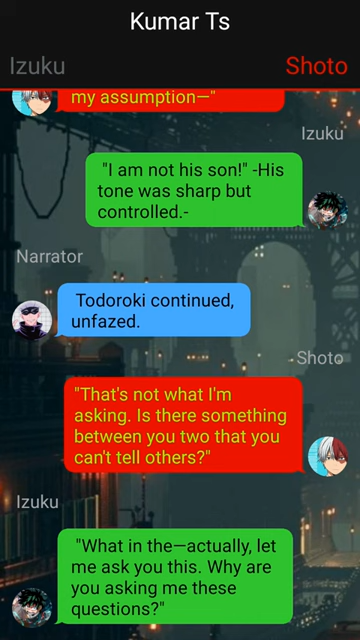 Kumar Ts
Izuku
Shoto
my assumption—"
Izuku
"I am not his son!" -His
tone was sharp but
controlled.-
Narrator
Todoroki continued,
unfazed.
Shoto
"That's not what I'm
asking. Is there something
between you two that you
can't tell others?"
Izuku
"What in the—actually, let
me ask you this. Why are
you asking me these
questions?"